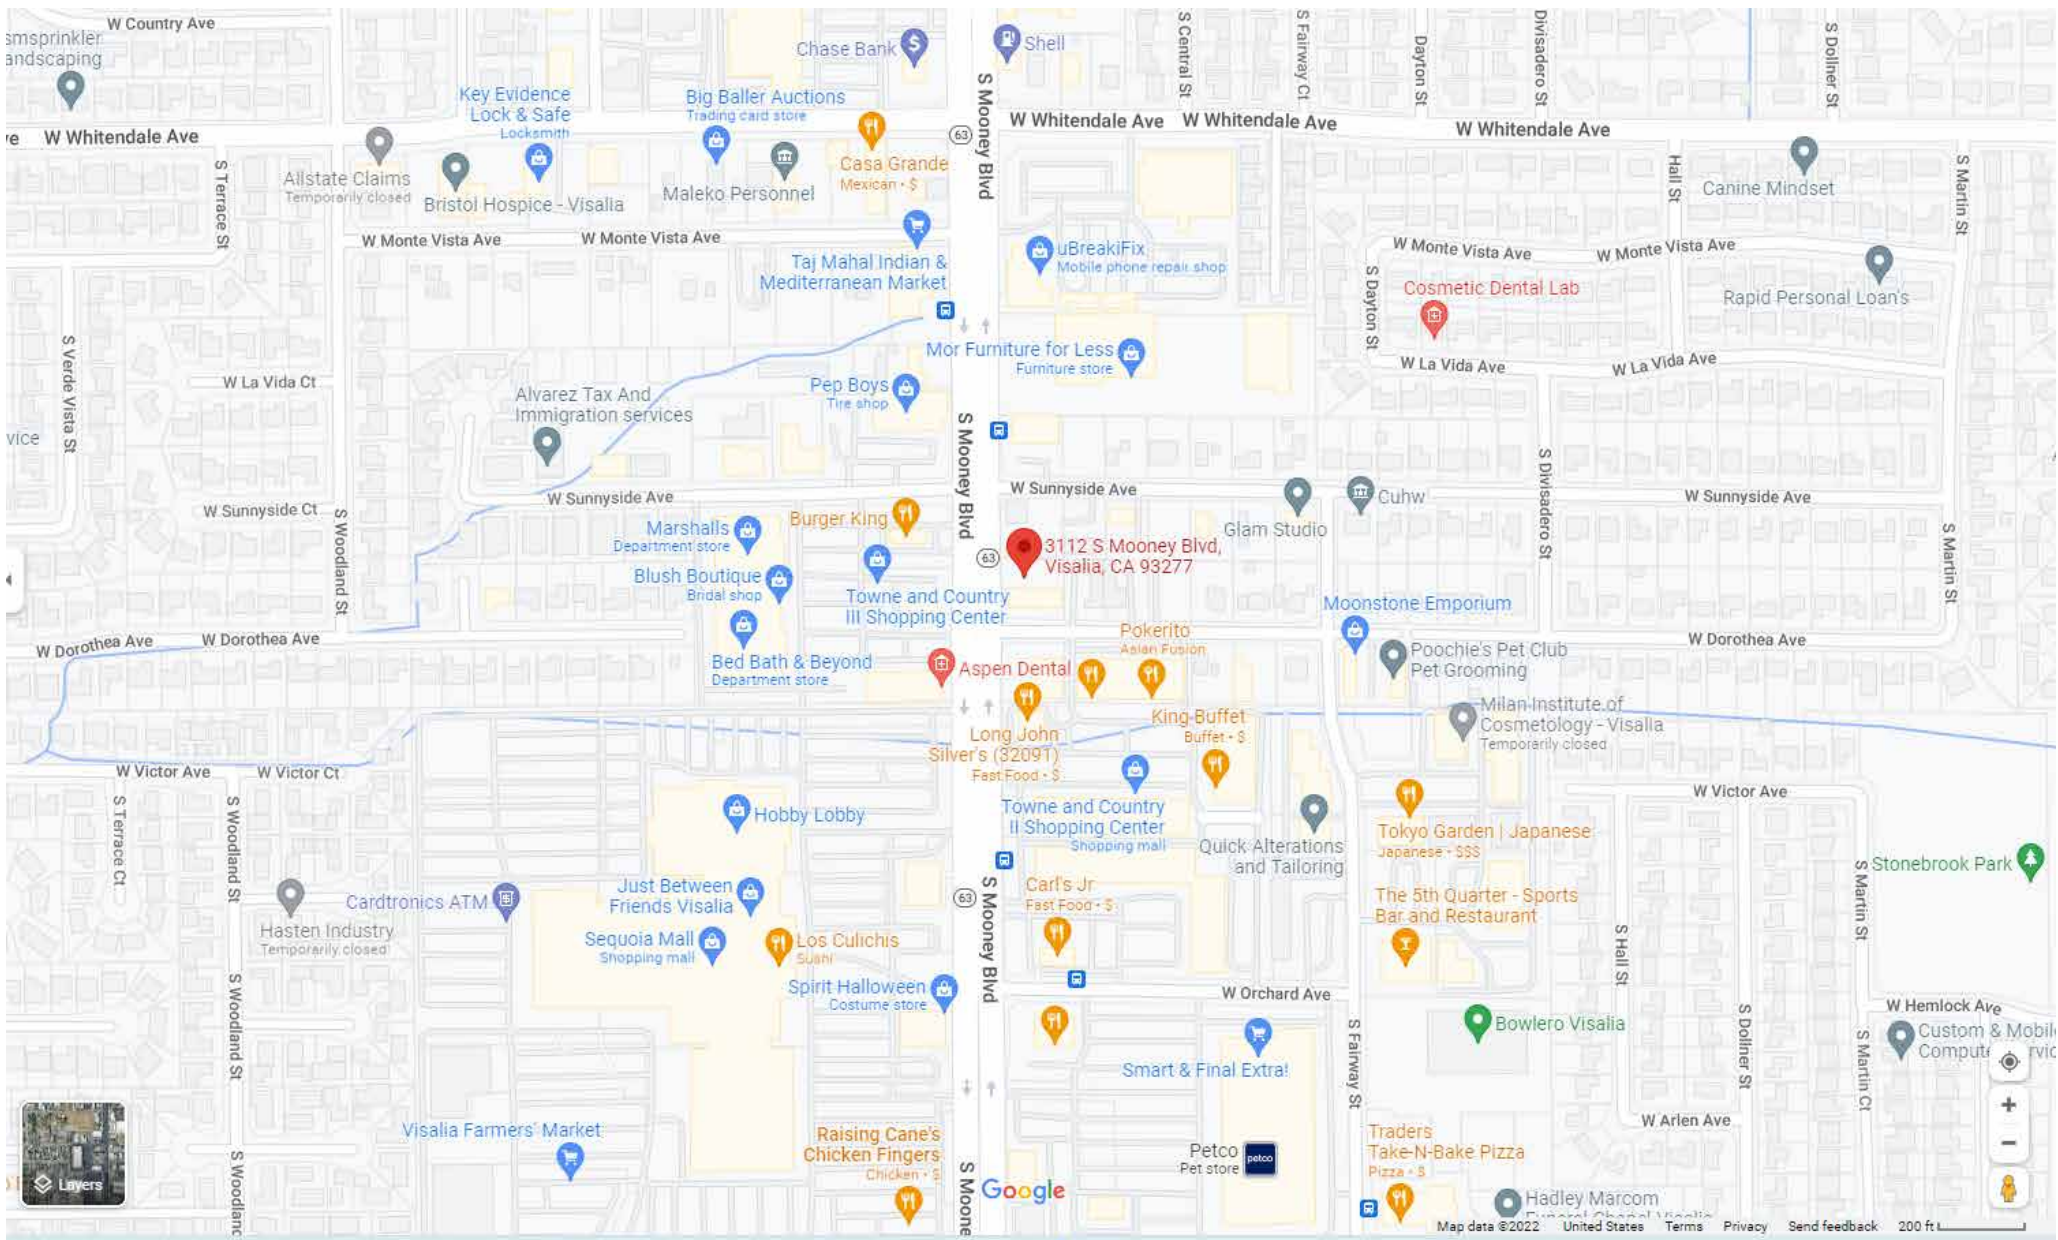 W Country Ave
smsprinkler
andscaping
Chase Bank
Shell
S Mooney Blvd
S Central St
S Fairway Ct
Dayton St
Divisadero St
S Dollner St
Key Evidence
Lock & Safe
Locksmith
Big Baller Auctions
Trading card store
ve
W Whitendale Ave
63
W Whitendale Ave
W Whitendale Ave
W Whitendale Ave
Casa Grande
Mexican • $
S Terrace St
Allstate Claims
Temporarily closed
Bristol Hospice - Visalia
Maleko Personnel
Hall St
Canine Mindset
S Martin St
W Monte Vista Ave
W Monte Vista Ave
Taj Mahal Indian &
Mediterranean Market
uBreakiFix
Mobile phone repair shop
W Monte Vista Ave
W Monte Vista Ave
S Dayton St
Cosmetic Dental Lab
Rapid Personal Loan's
S Verde Vista St
W La Vida Ct
Mor Furniture for Less
Furniture store
W La Vida Ave
W La Vida Ave
Pep Boys
Tire shop
Alvarez Tax And
Immigration services
vice
S Mooney Blvd
S Divisadero St
W Sunnyside Ave
W Sunnyside Ave
Cuhw
W Sunnyside Ave
W Sunnyside Ct
S Woodland St
Burger King
Glam Studio
Marshalls
Department store
63
3112 S Mooney Blvd,
Visalia, CA 93277
S Martin St
Blush Boutique
Bridal shop
Towne and Country
III Shopping Center
Moonstone Emporium
W Dorothea Ave
W Dorothea Ave
Pokerito
Asian Fusion
W Dorothea Ave
Bed Bath & Beyond
Department store
Aspen Dental
Poochie's Pet Club
Pet Grooming
King Buffet
Buffet • $
Milan Institute of
Cosmetology - Visalia
Temporarily closed
Long John
Silver's (32091)
Fast Food • $
W Victor Ave
W Victor Ct
W Victor Ave
S Terrace Ct
S Woodland St
Hobby Lobby
Towne and Country
II Shopping Center
Shopping mall
Quick Alterations
and Tailoring
Tokyo Garden | Japanese
Japanese • $$$
Stonebrook Park
Cardtronics ATM
Just Between
Friends Visalia
63
S Mooney Blvd
Carl's Jr
Fast Food • $
The 5th Quarter - Sports
Bar and Restaurant
S Martin St
Hasten Industry
Temporarily closed
Sequoia Mall
Shopping mall
Los Culichis
Sushi
S Hall St
Spirit Halloween
Costume store
W Orchard Ave
W Hemlock Ave
S Woodland St
S Fairway St
Bowlero Visalia
S Dollner St
S Martin Ct
Custom & Mobil
Compute
rvic
Smart & Final Extra!
W Arlen Ave
Visalia Farmers' Market
Raising Cane's
Chicken Fingers
Chicken • $
Traders
Take-N-Bake Pizza
Pizza • $
Petco
Pet store
petco
S Woodland
S Moone
Layers
Google
Hadley Marcom
Funeral Chapel Visalia
Map data ©2022
United States
Terms
Privacy
Send feedback
200 ft